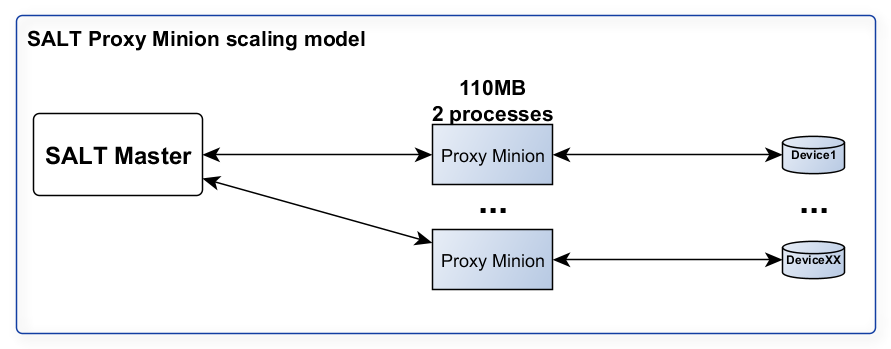 SALT Proxy Minion scaling model
110MB
2 processes
SALT Master
Proxy Minion
Device1
...
...
Proxy Minion
DeviceXX